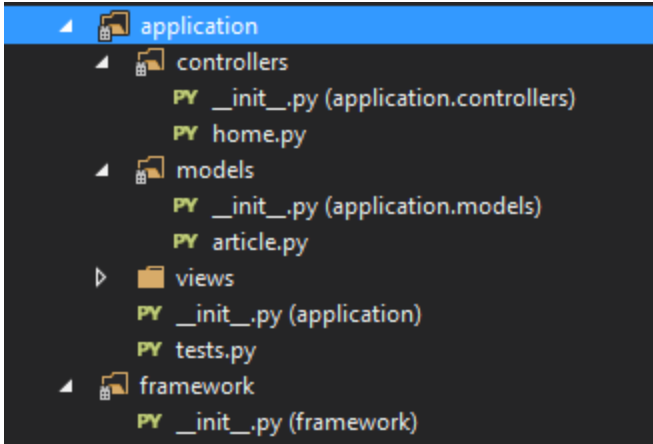 application
controllers
PY __init__.py (application.controllers)
PY home.py
models
PY __init__.py (application.models)
PY article.py
views
PY __init__.py (application)
PY tests.py
framework
PY __init__.py (framework)